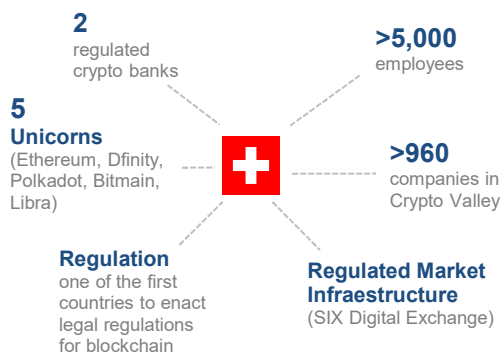 2
regulated
crypto banks
>5,000
employees
5
Unicorns
(Ethereum, Dfinity,
Polkadot, Bitmain,
Libra)
>960
companies in
Crypto Valley
Regulation
one of the first
countries to enact
legal regulations
for blockchain
Regulated Market
Infraestructure
(SIX Digital Exchange)